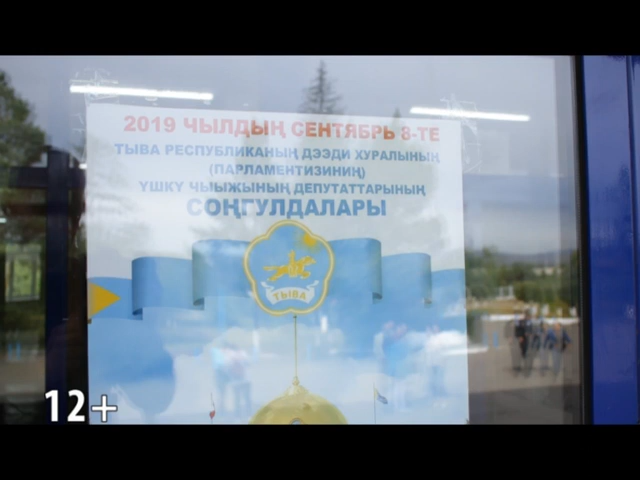 2019 ЧЫЛДЫҢ СЕНТЯБРЬ 8-ТЕ
ТЫВА РЕСПУБЛИКАНЫҢ ДЭЭДИ ХУРАЛЫНЫҢ
(ПАРЛАМЕНТИЗИНИҢ)
ҮШКҮ ЧЫЫЖЫНЫҢ ДЕПУТАТТАРЫНЫҢ
СОҢГУЛДАЛАРЫ
ТЫВА
12+